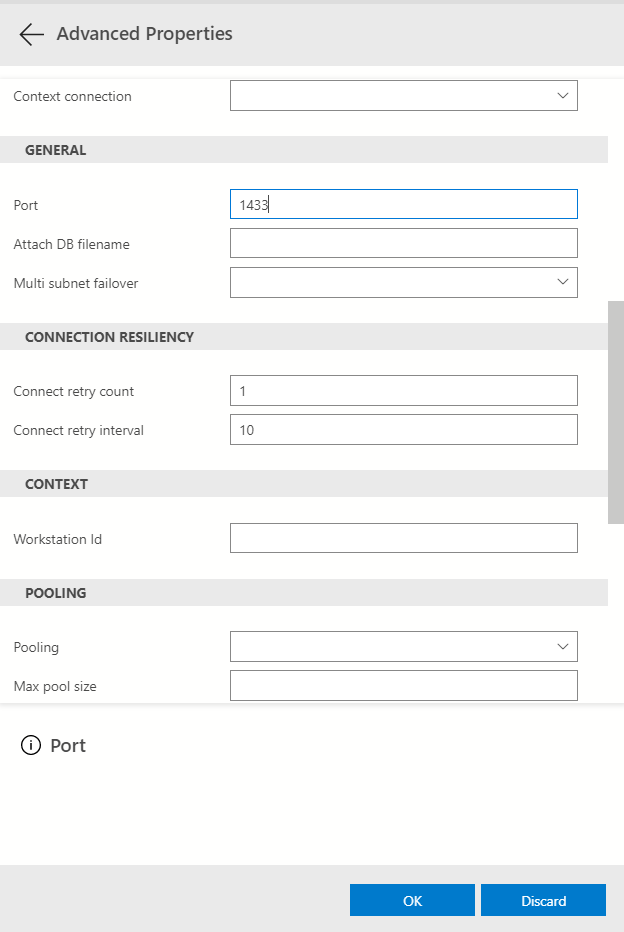 Advanced Properties
Context connection
GENERAL
Port 1433
Attach DB filename
Multi subnet failover
CONNECTION RESILIENCY
Connect retry count 1
Connect retry interval 10
CONTEXT
Workstation Id
POOLING
Pooling
Max pool size
Port
OK Discard